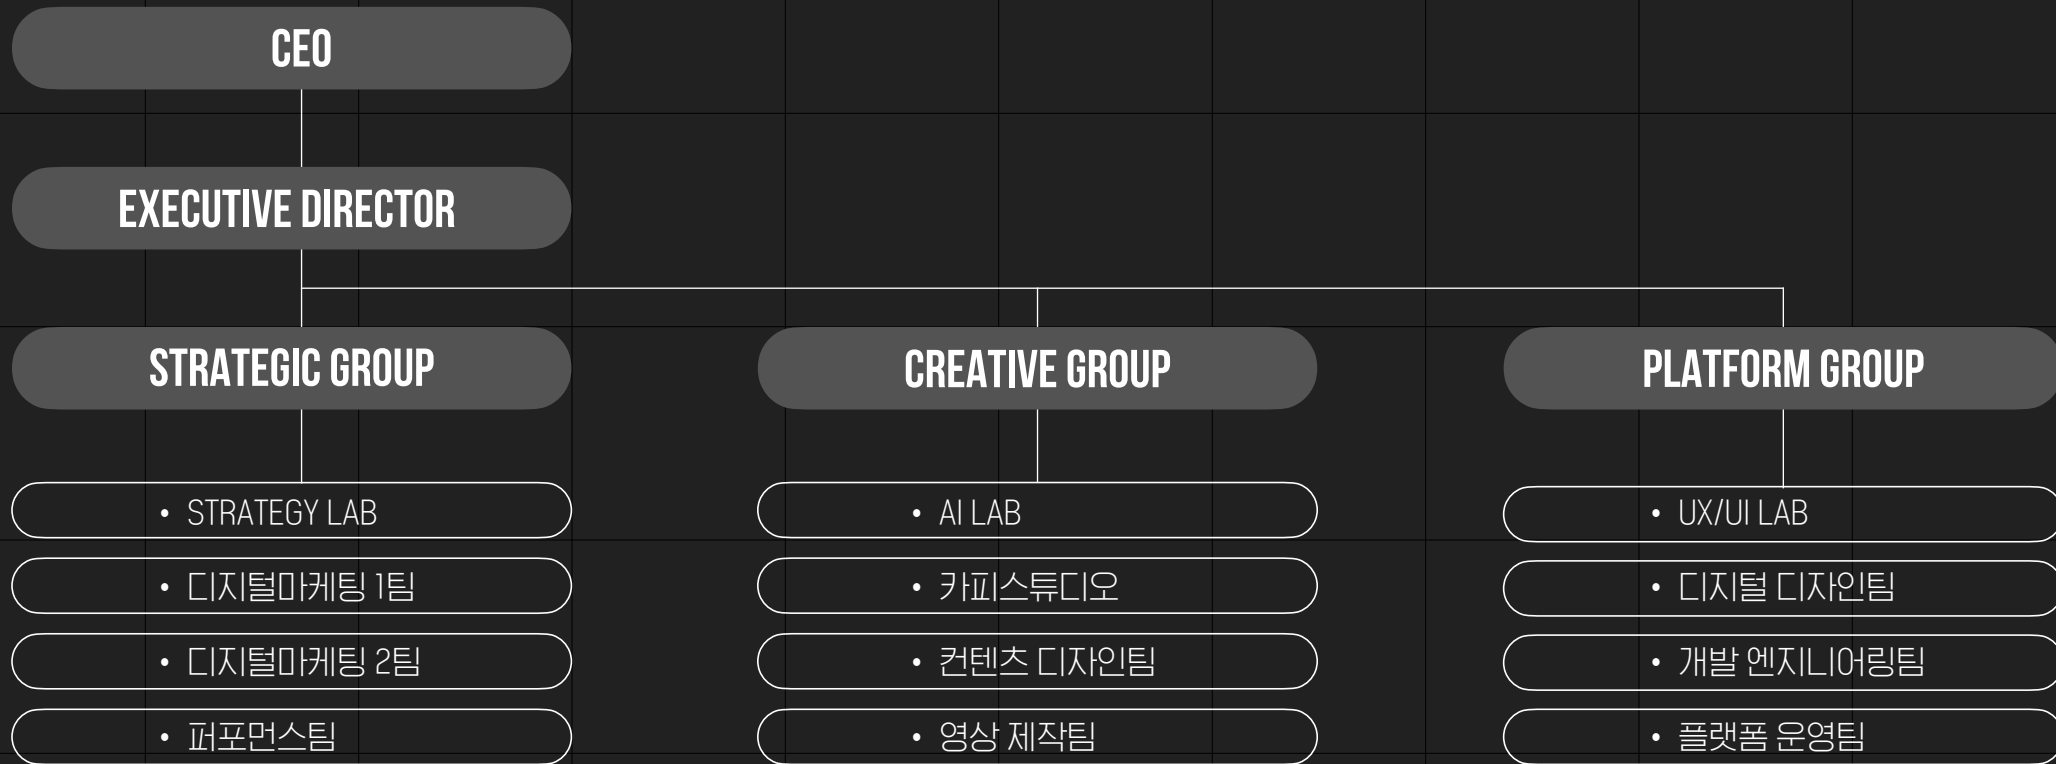 CEO
EXECUTIVE DIRECTOR
STRATEGIC GROUP
CREATIVE GROUP
PLATFORM GROUP
• STRATEGY LAB
• AI LAB
• UX/UI LAB
• 디지털마케팅 1팀
• 카피스튜디오
• 디지털 디자인팀
• 디지털마케팅 2팀
• 컨텐츠 디자인팀
• 개발 엔지니어링팀
• 퍼포먼스팀
• 영상 제작팀
• 플랫폼 운영팀